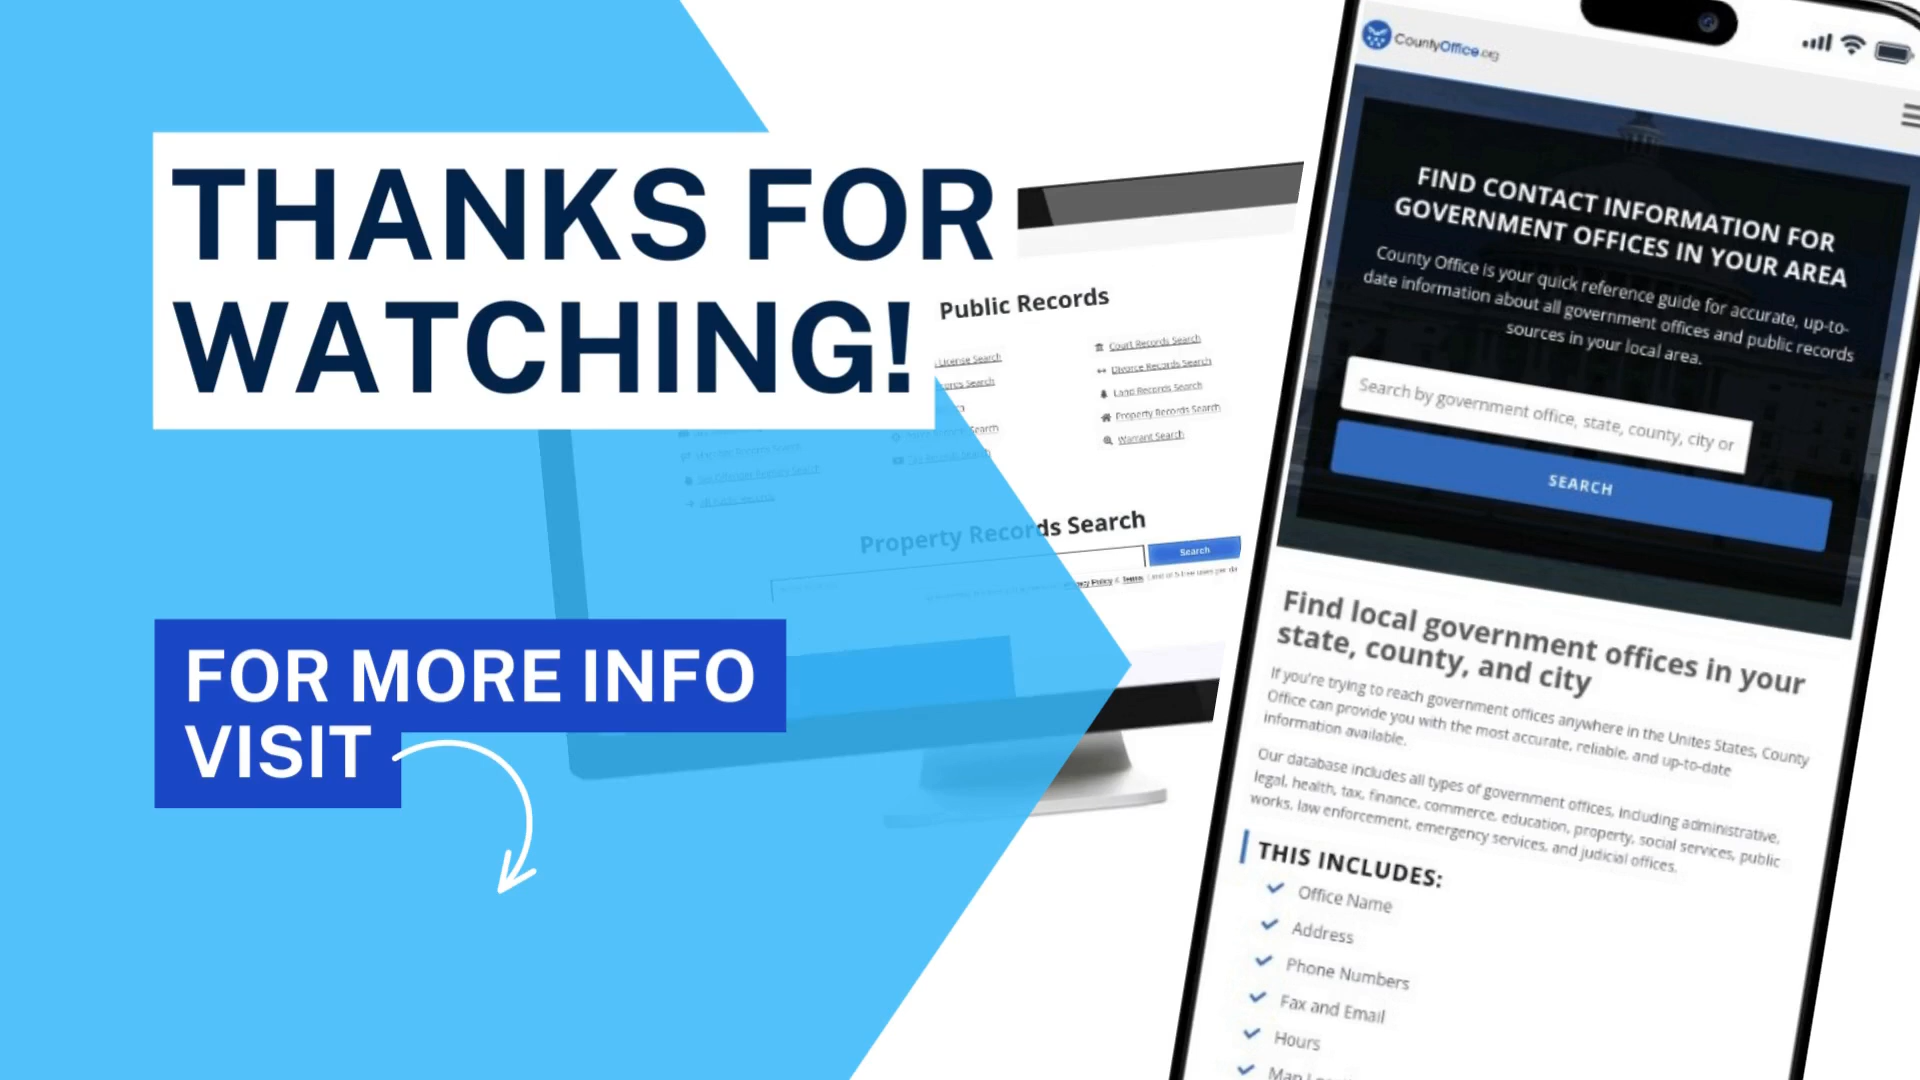 THANKS FOR
WATCHING!
FOR MORE INFO
VISIT
Public Records
License Search
Search
Search
Court Records Search
Divorce Records Search
Land Records Search
Property Records Search
Warrant Search
Property Records Search
Search
CountyOffice.org
FIND CONTACT INFORMATION FOR
GOVERNMENT OFFICES IN YOUR AREA
County Office is your quick reference guide for accurate, up-to-
date information about all government offices and public records
sources in your local area.
Search by government office, state, county, city or
SEARCH
Find local government offices in your
state, county, and city
If you're trying to reach government offices anywhere in the Unites States, County
Office can provide you with the most accurate, reliable, and up-to-date
information available.
Our database includes all types of government offices, including administrative,
legal, health, tax, finance, commerce, education, property, social services, public
works, law enforcement, emergency services, and judicial offices.
THIS INCLUDES:
Office Name
Address
Phone Numbers
Fax and Email
Hours